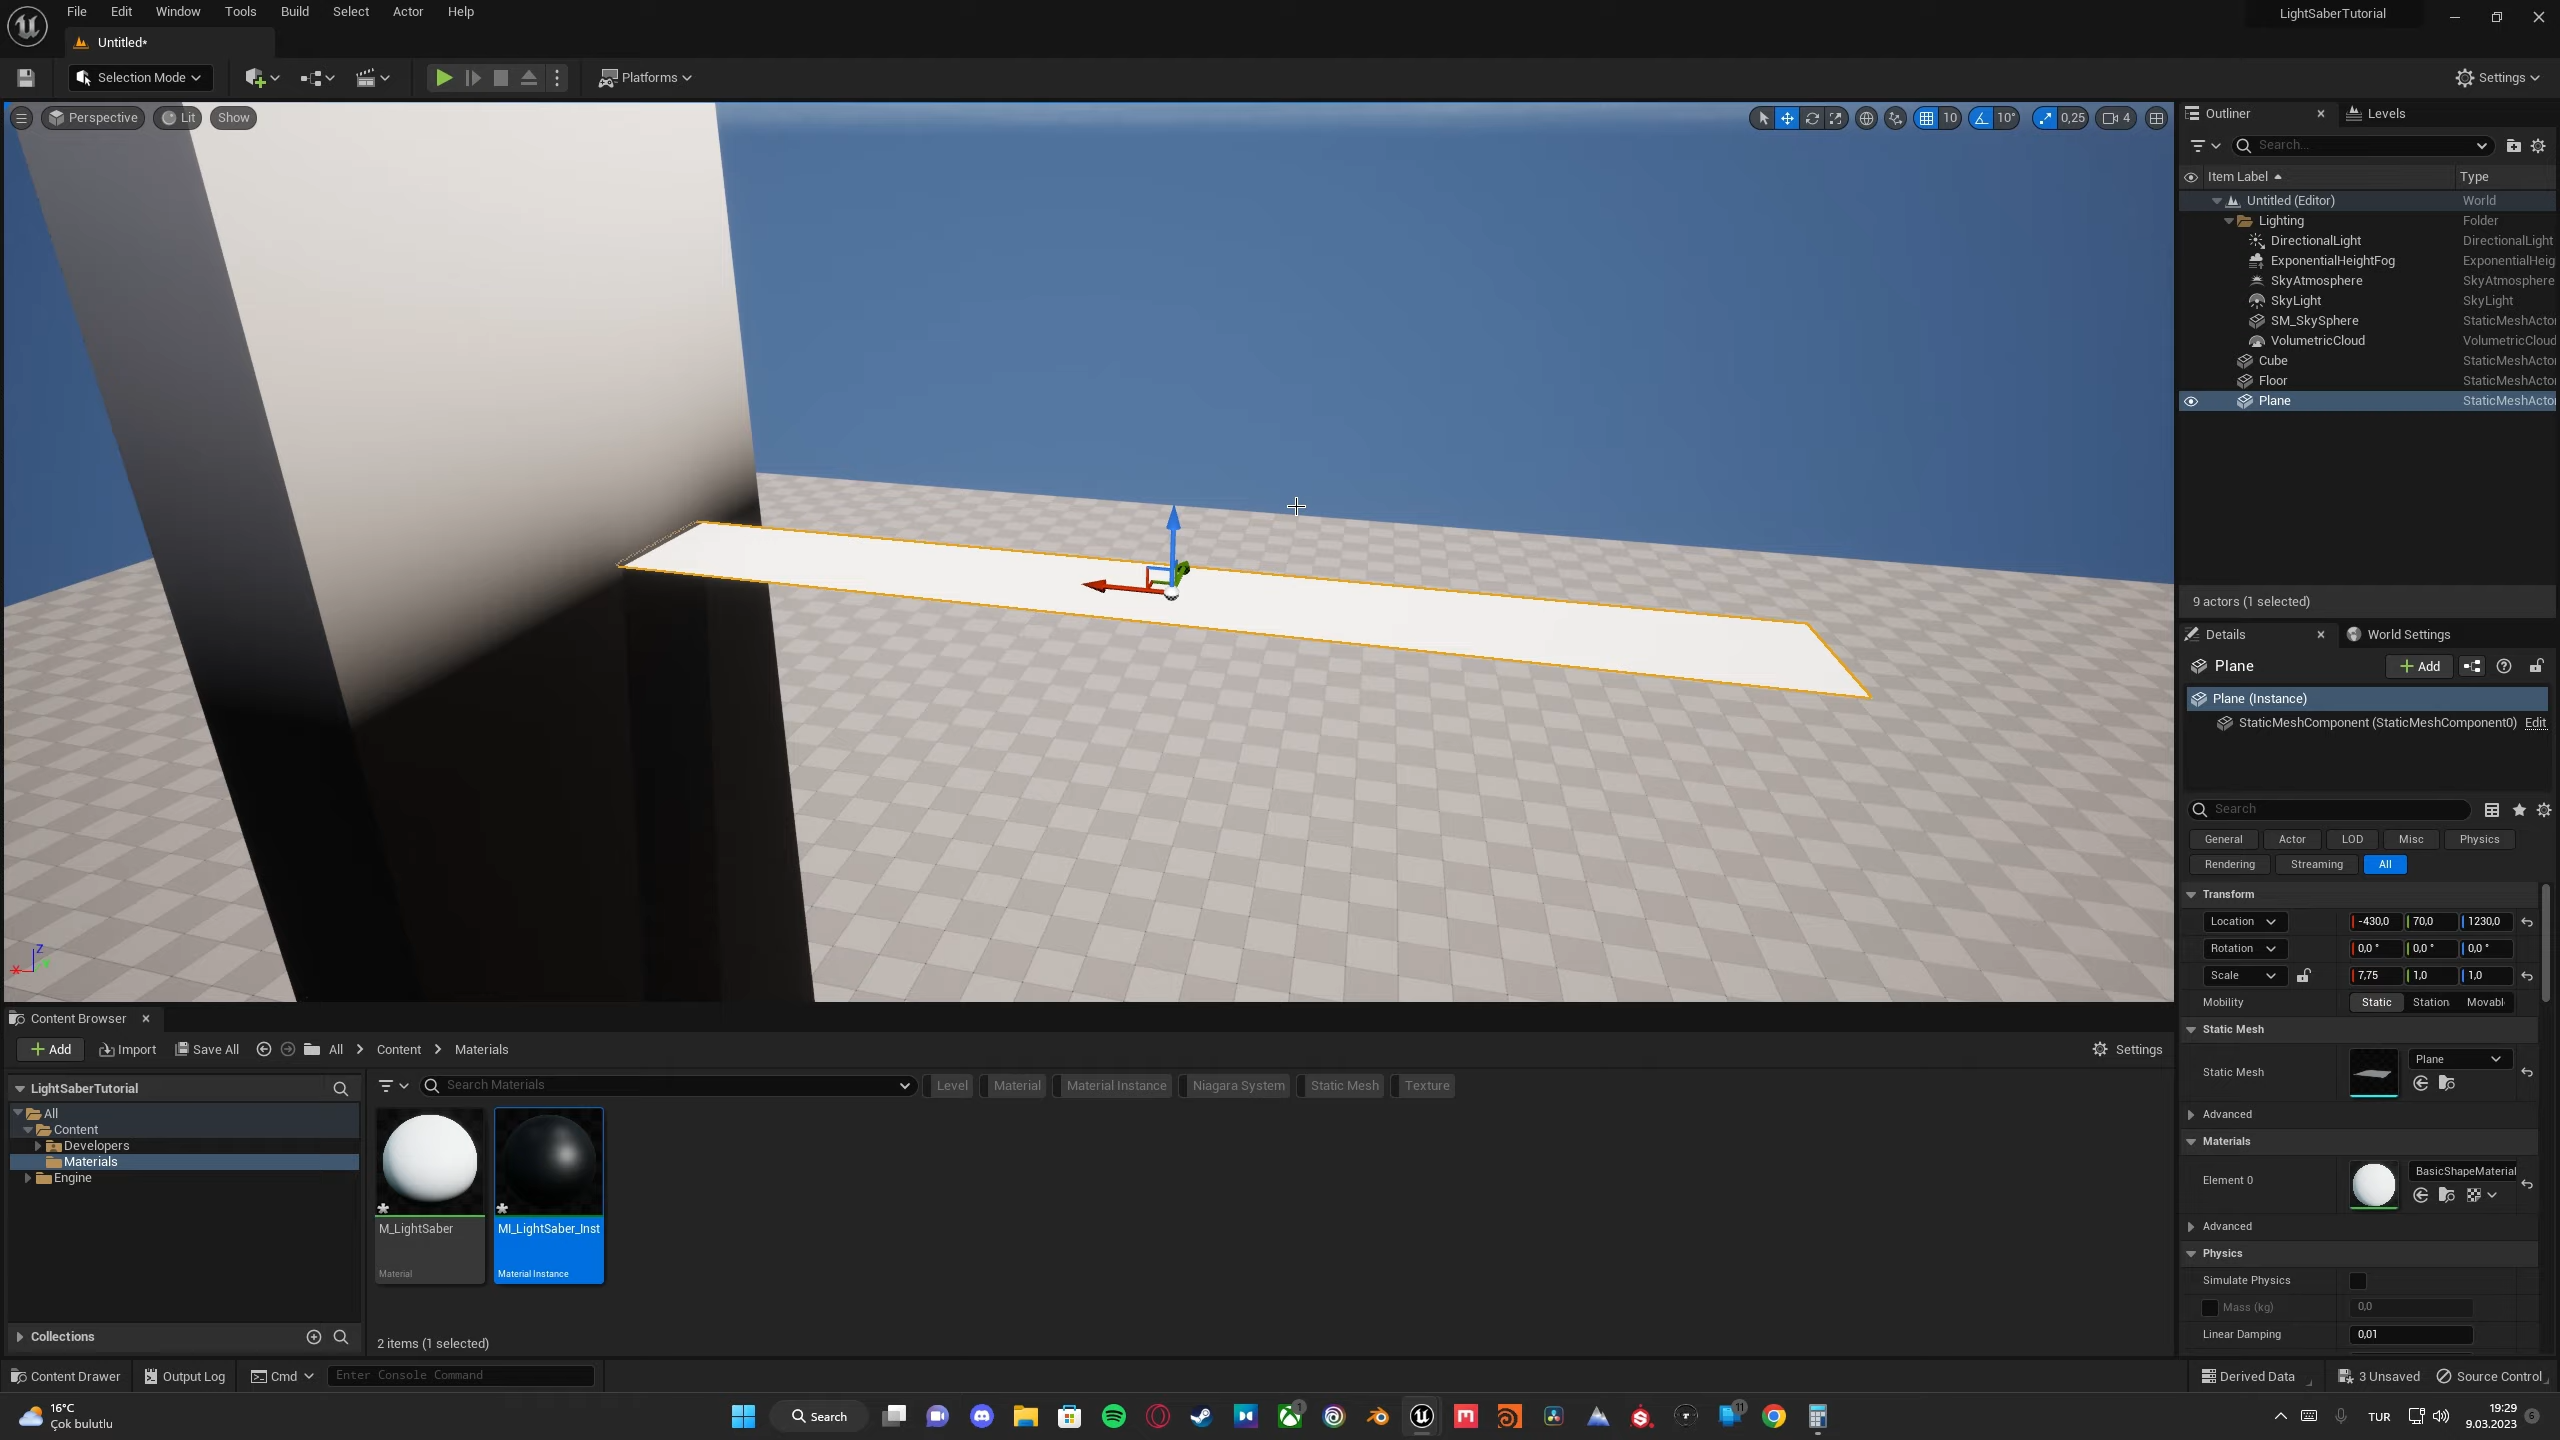 File Edit Window Tools Build Select Actor Help
LightSaberTutorial
Untitled*
Selection Mode
Platforms
Settings
Perspective Lit Show
10 10° 0,25 4
Outliner Levels
Search...
Item Label Type
Untitled (Editor) World
Lighting Folder
DirectionalLight DirectionalLight
ExponentialHeightFog ExponentialHeig
SkyAtmosphere SkyAtmosphere
SkyLight SkyLight
SM_SkySphere StaticMeshActo
VolumetricCloud VolumetricCloud
Cube StaticMeshActo
Floor StaticMeshActo
Plane StaticMeshActo
9 actors (1 selected)
Details World Settings
Plane
Add
Plane (Instance)
StaticMeshComponent (StaticMeshComponent0) Edit
Search
General Actor LOD Misc Physics
Rendering Streaming All
Transform
Location -430,0 70,0 1230,0
Rotation 0,0 ° 0,0 ° 0,0 °
Scale 7,75 1,0 1,0
Mobility Static Station Movabl
Static Mesh
Static Mesh Plane
Advanced
Materials
Element 0 BasicShapeMaterial
Advanced
Physics
Simulate Physics
Mass (kg) 0,0
Linear Damping 0,01
Z
X
Y
Content Browser
Add Import Save All All Content Materials Settings
LightSaberTutorial
Search Materials
Level Material Material Instance Niagara System Static Mesh Texture
All
Content
Developers
Materials
Engine
M_LightSaber
Material
MI_LightSaber_Inst
Material Instance
Collections
2 items (1 selected)
Content Drawer Output Log Cmd Enter Console Command
Derived Data 3 Unsaved Source Control
16°C
Çok bulutlu
Search
1
11
TUR
19:29
9.03.2023
6